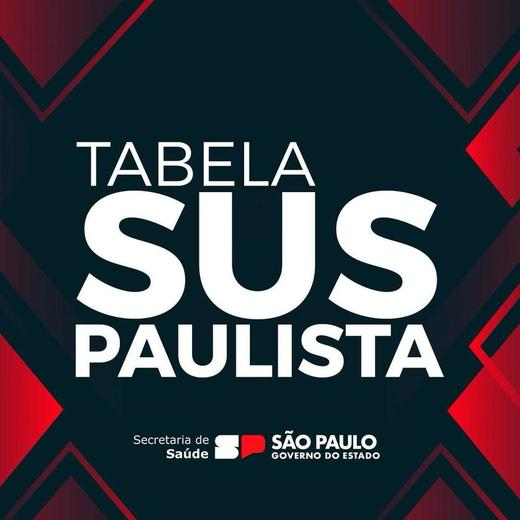 TABELA
SUS
PAULISTA
Secretaria de
Saúde
SP
SÃO PAULO
GOVERNO DO ESTADO